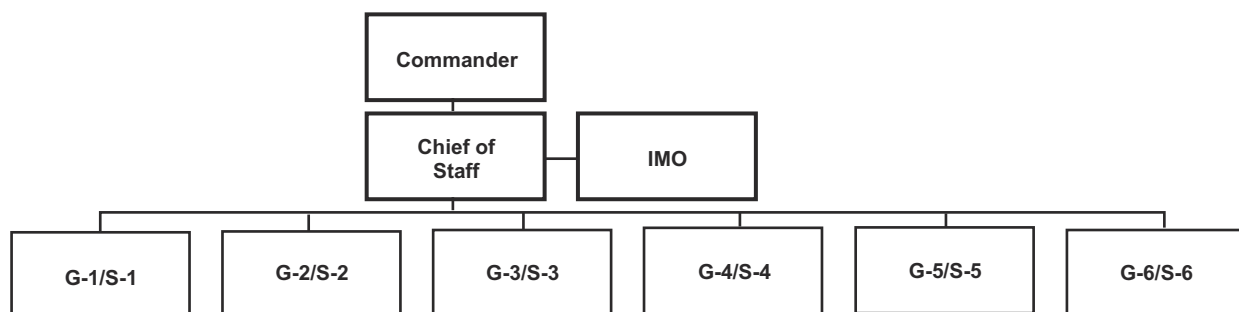 Commander
Chief of
Staff
IMO
G-1/S-1
G-2/S-2
G-3/S-3
G-4/S-4
G-5/S-5
G-6/S-6